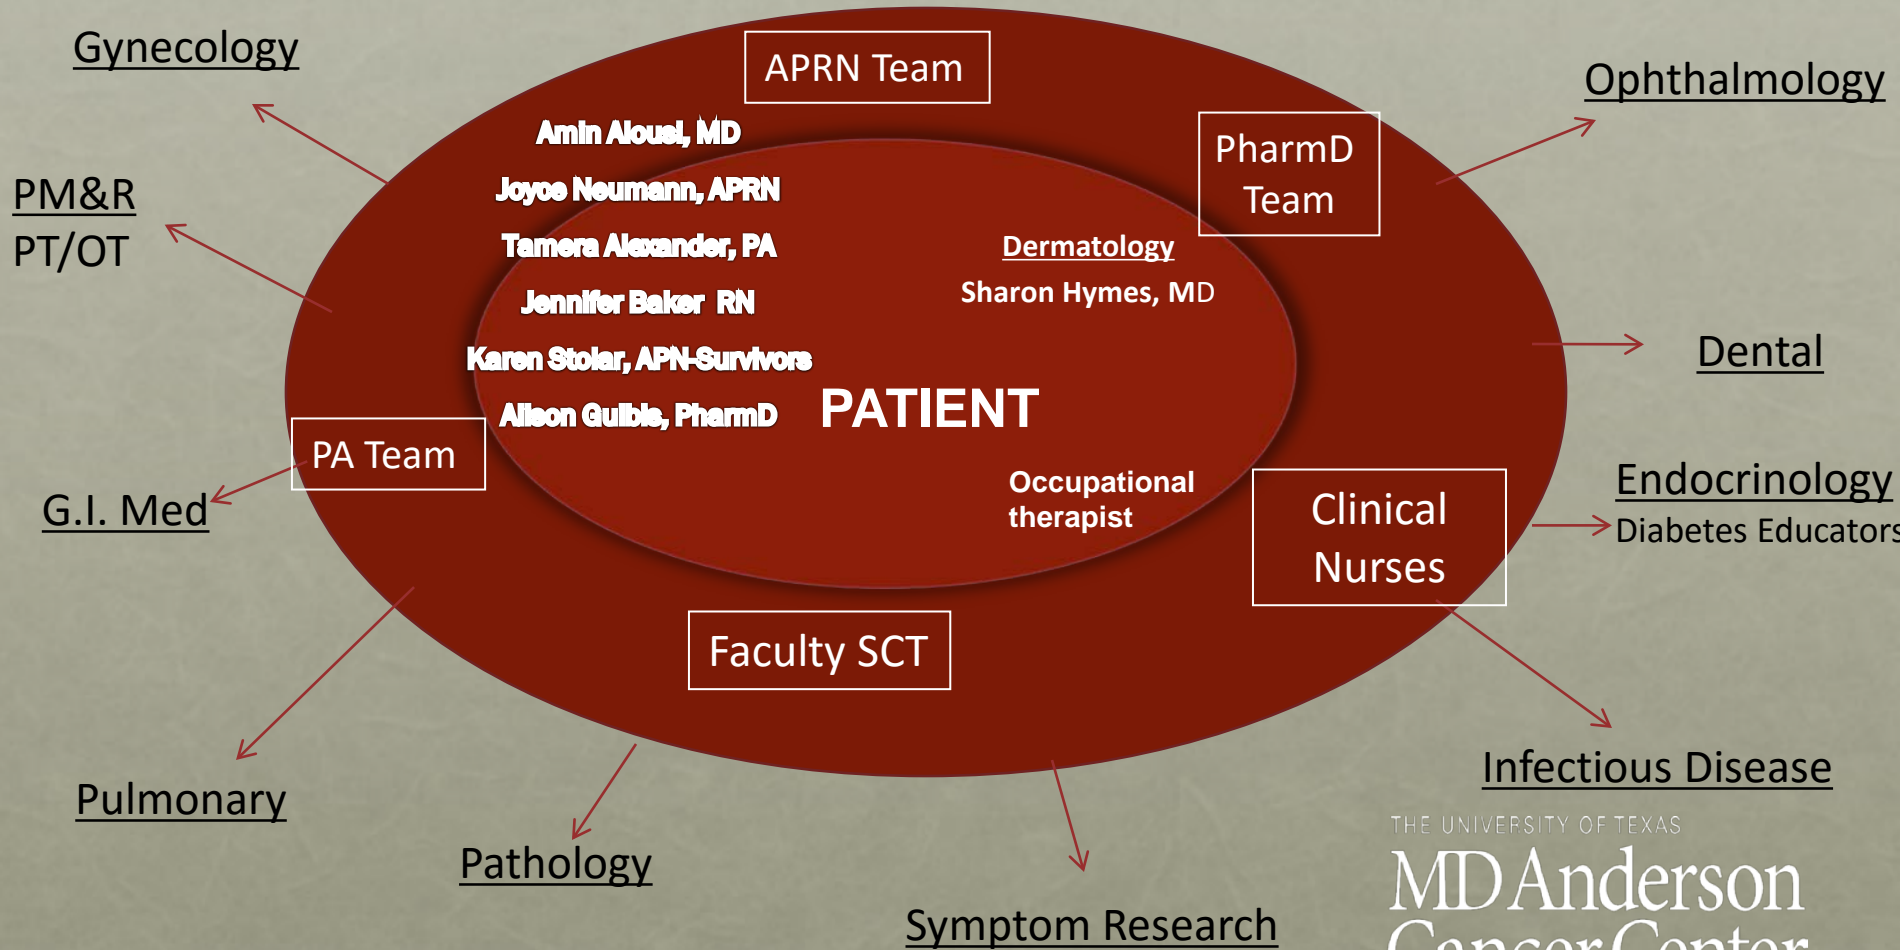 Gynecology
APRN Team
Ophthalmology
Amin Alousi, MD
PharmD
Team
PM&R
PT/OT
Joyce Neumann, APRN
Tamera Alexander, PA
Dermatology
Sharon Hymes, MD
Jennifer Baker RN
Dental
Karen Stolar, APN-Survivors
Alison Gulbis, PharmD
PATIENT
PA Team
G.I. Med
Occupational
therapist
Clinical
Nurses
Endocrinology
Diabetes Educators
Faculty SCT
Pulmonary
Infectious Disease
Pathology
Symptom Research
THE UNIVERSITY OF TEXAS
MD Anderson
Cancer Center